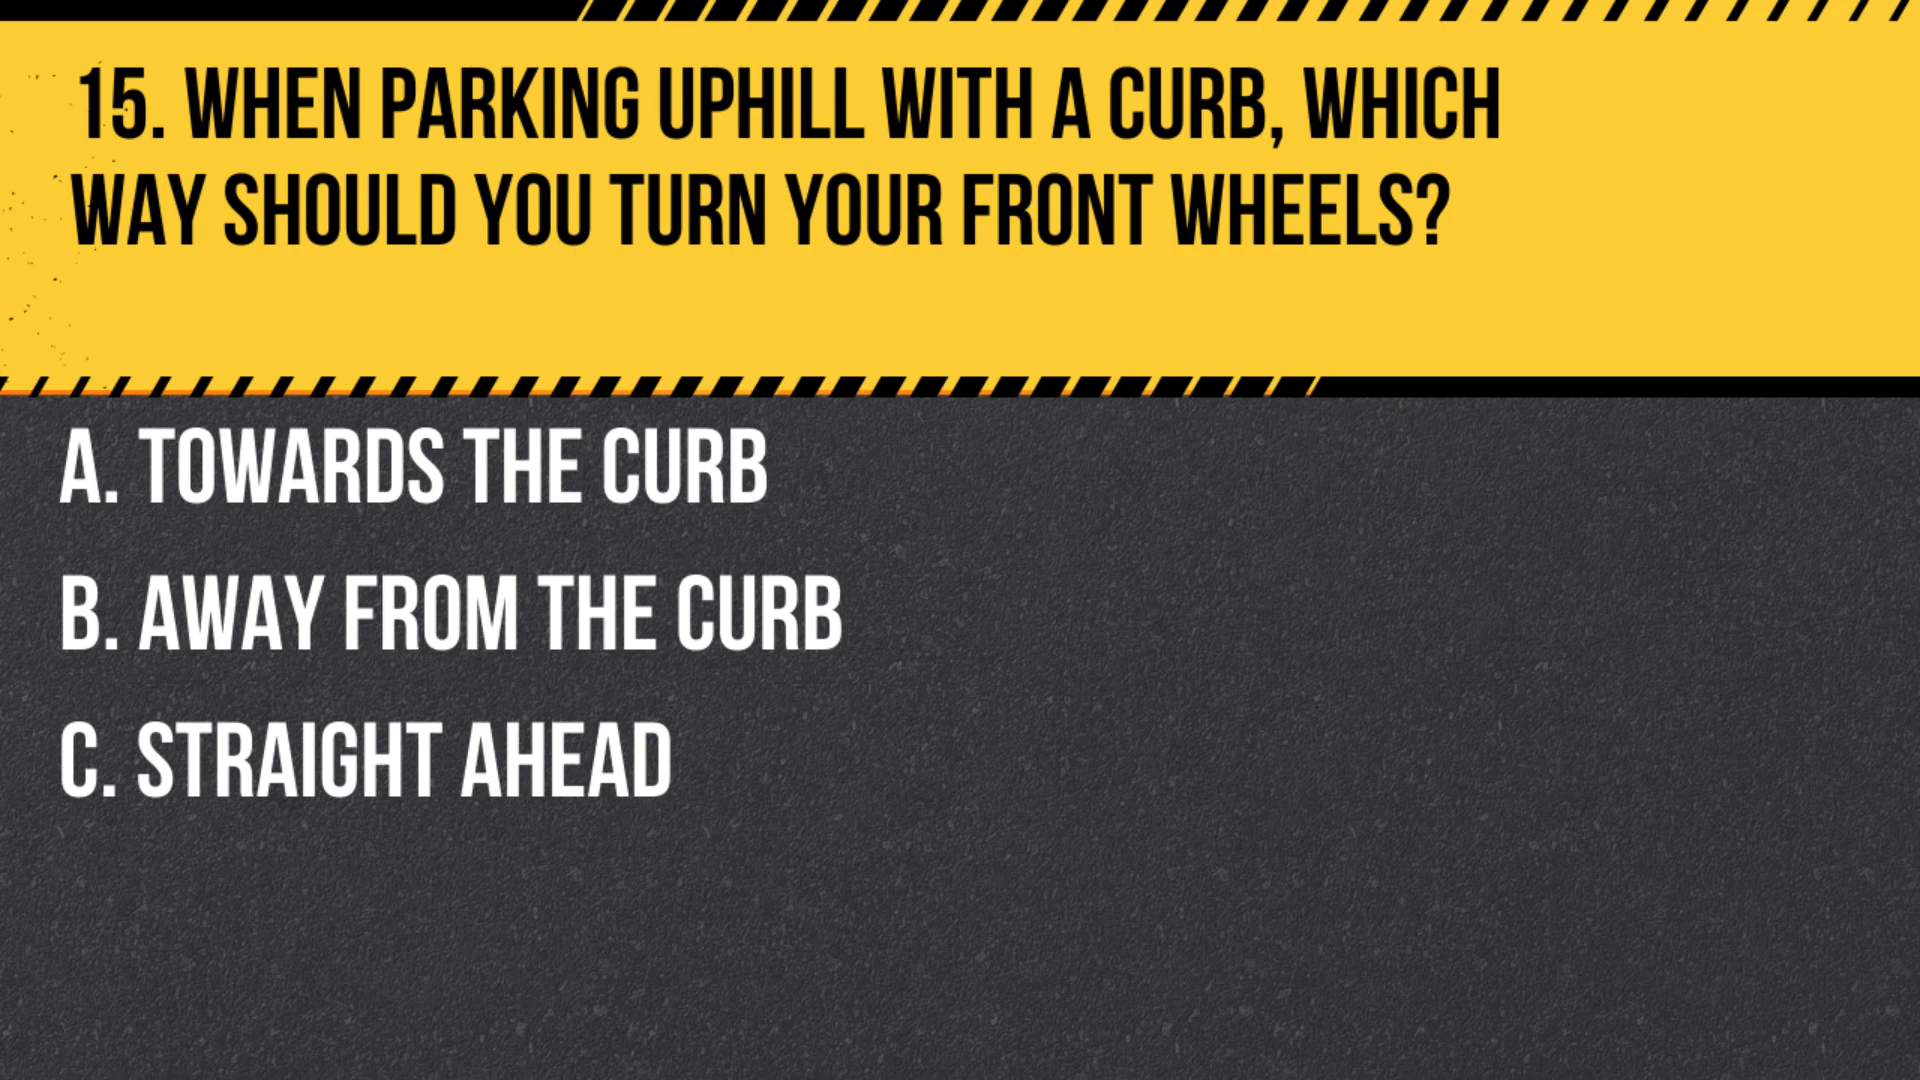 15. WHEN PARKING UPHILL WITH A CURB, WHICH
WAY SHOULD YOU TURN YOUR FRONT WHEELS?
A. TOWARDS THE CURB
B. AWAY FROM THE CURB
C. STRAIGHT AHEAD